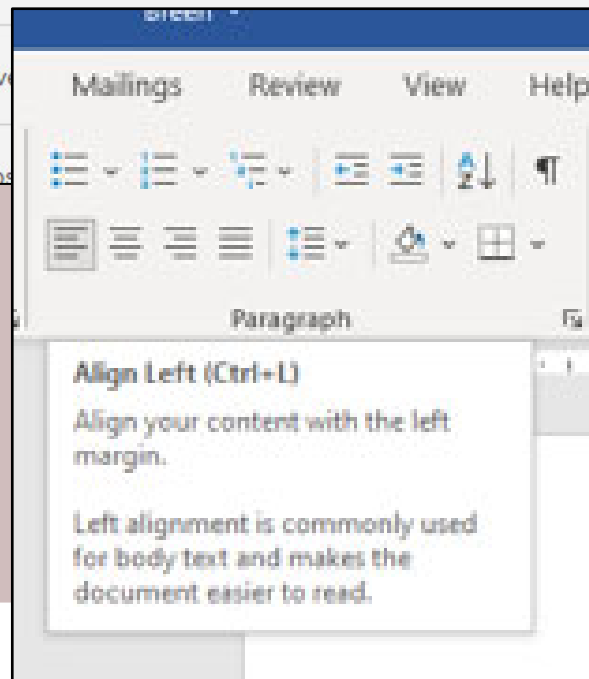 Mailings Review View Help
Paragraph
Align Left (Ctrl+L)
Align your content with the left
margin.
Left alignment is commonly used
for body text and makes the
document easier to read.